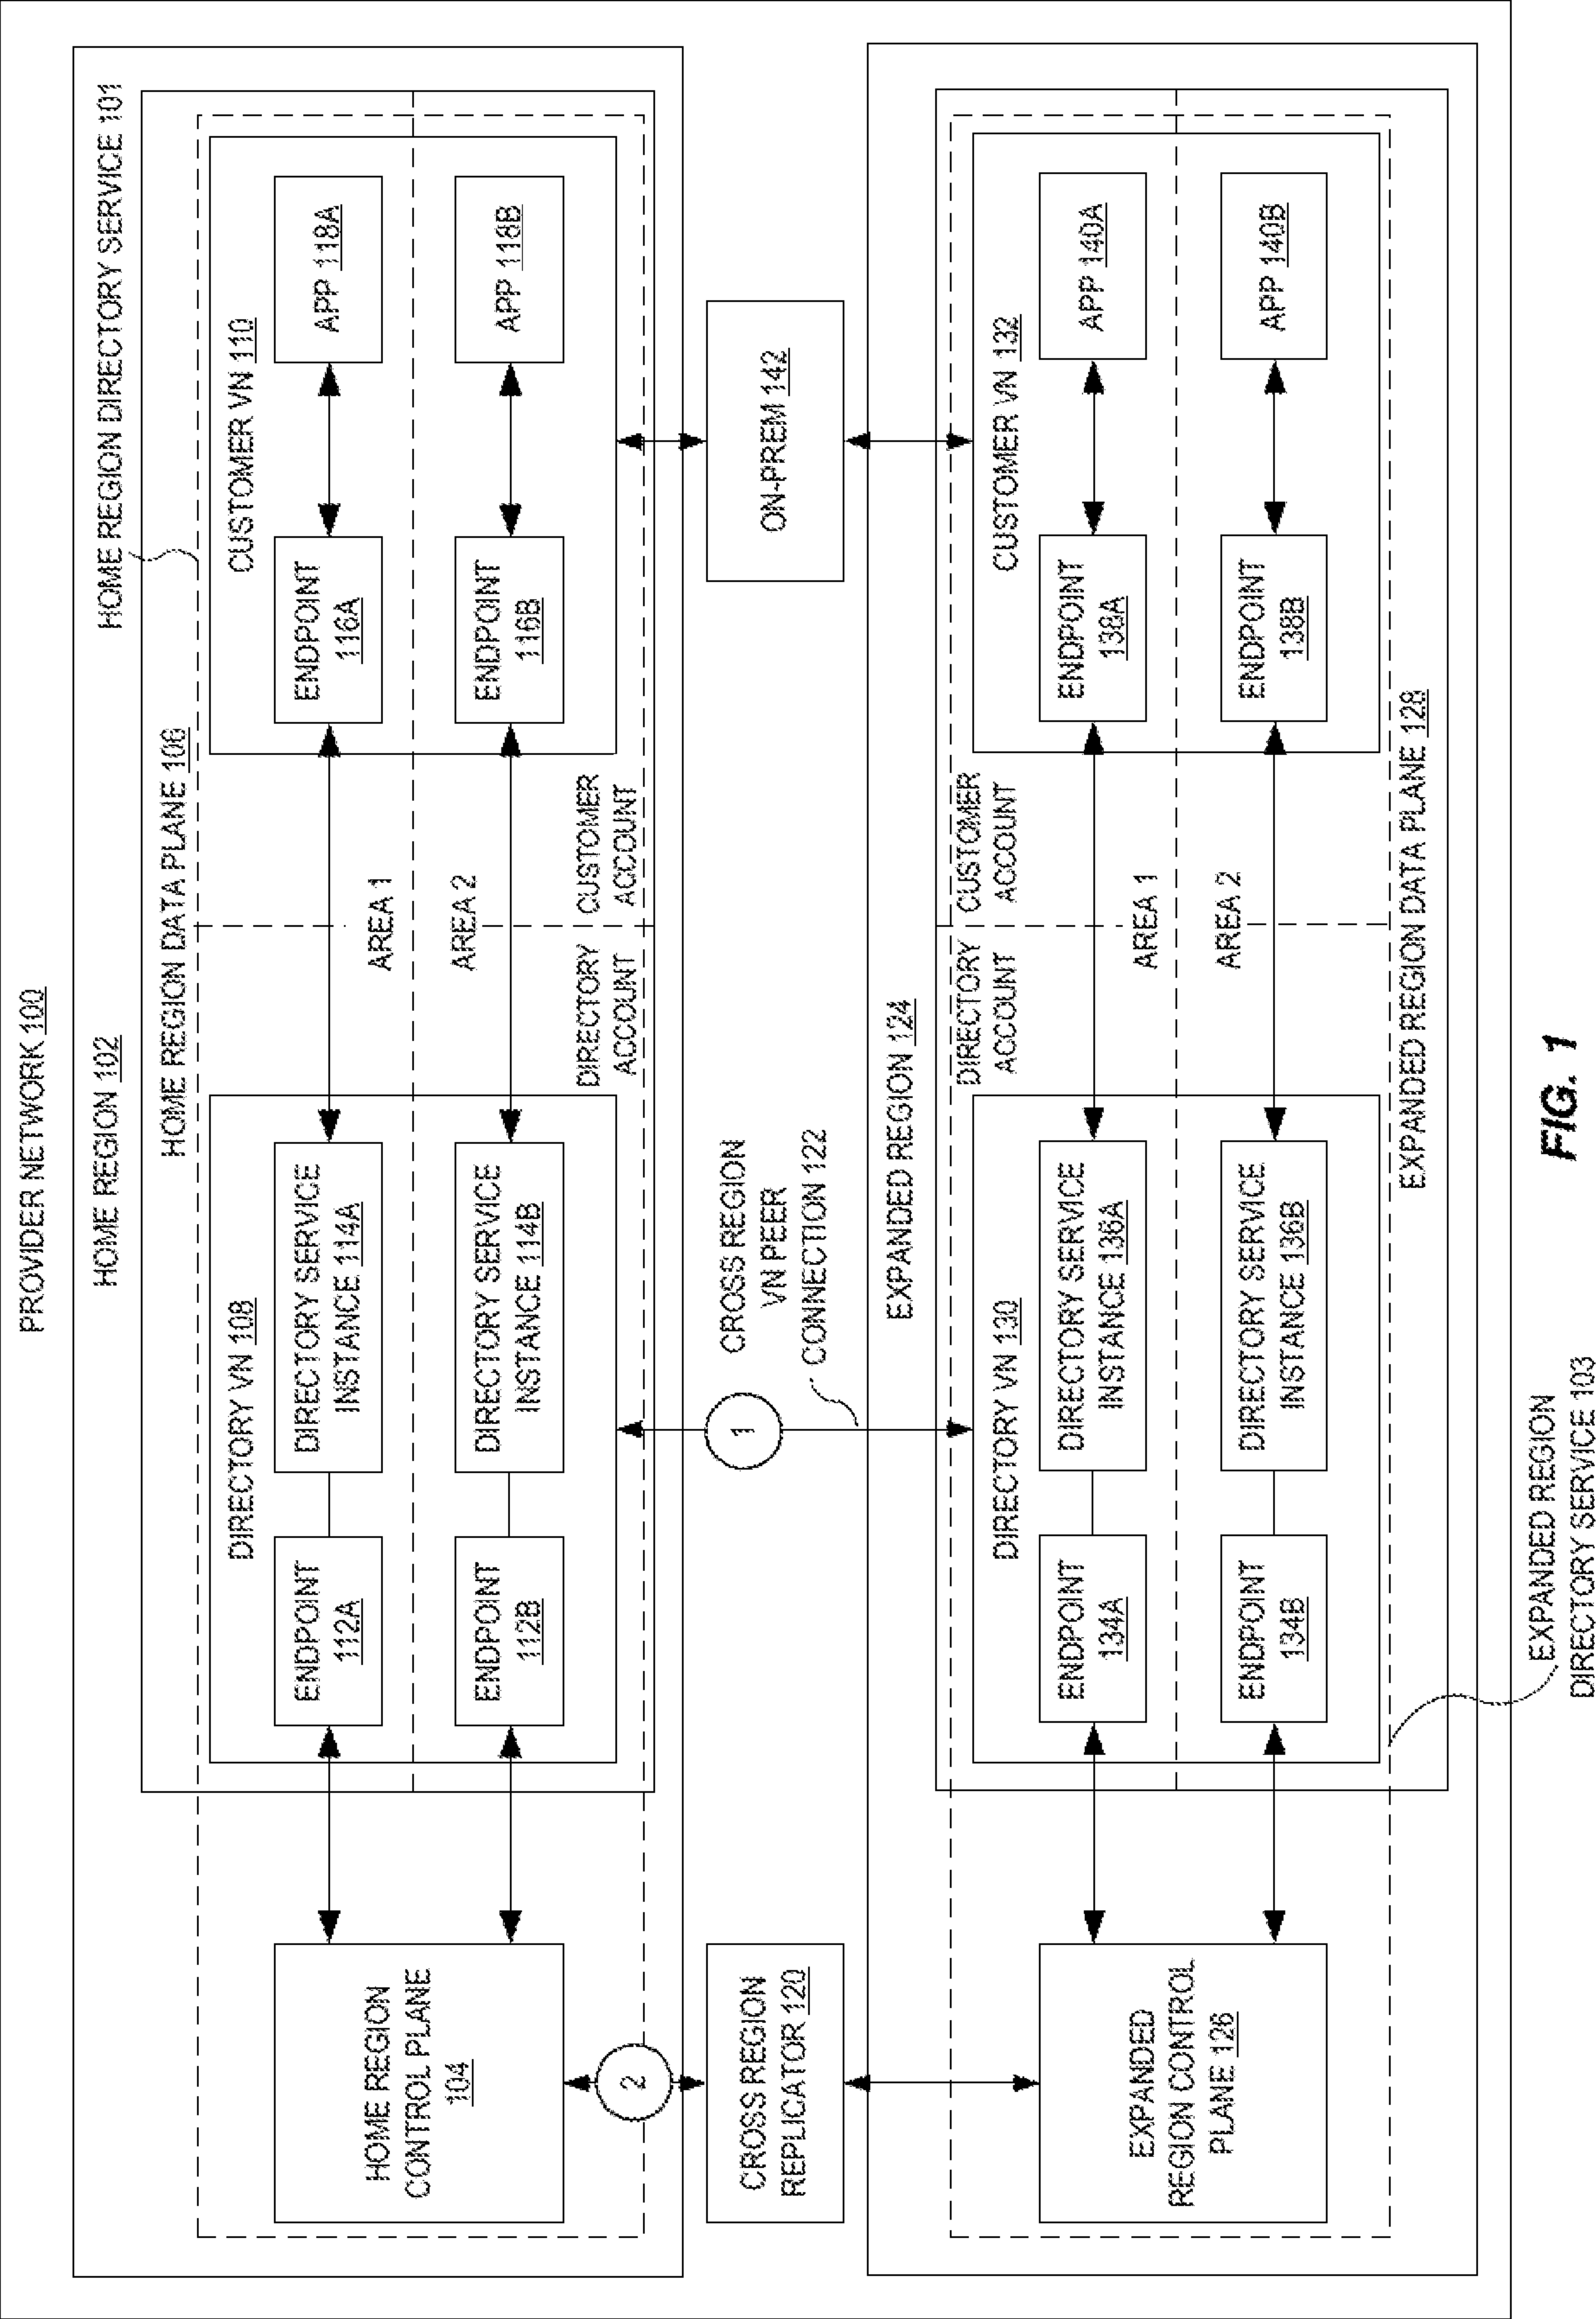 PROVIDER NETWORK 100
HOME REGION 102
HOME REGION DIRECTORY SERVICE 101
HOME REGION DATA PLANE 106
HOME REGION
CONTROL PLANE
104
DIRECTORY VN 108
ENDPOINT
112A
DIRECTORY SERVICE
INSTANCE 114A
ENDPOINT
112B
DIRECTORY SERVICE
INSTANCE 114B
AREA 1
AREA 2
DIRECTORY
ACCOUNT
CUSTOMER
ACCOUNT
CUSTOMER VN 110
ENDPOINT
116A
APP 118A
ENDPOINT
116B
APP 118B
2
CROSS REGION
REPLICATOR 120
1
CROSS REGION
VN PEER
CONNECTION 122
ON-PREM 142
EXPANDED REGION 124
EXPANDED
REGION CONTROL
PLANE 126
DIRECTORY VN 130
ENDPOINT
134A
DIRECTORY SERVICE
INSTANCE 136A
ENDPOINT
134B
DIRECTORY SERVICE
INSTANCE 136B
DIRECTORY
ACCOUNT
CUSTOMER
ACCOUNT
AREA 1
AREA 2
CUSTOMER VN 132
ENDPOINT
138A
APP 140A
ENDPOINT
138B
APP 140B
EXPANDED REGION DATA PLANE 128
EXPANDED REGION
DIRECTORY SERVICE 103
FIG. 1